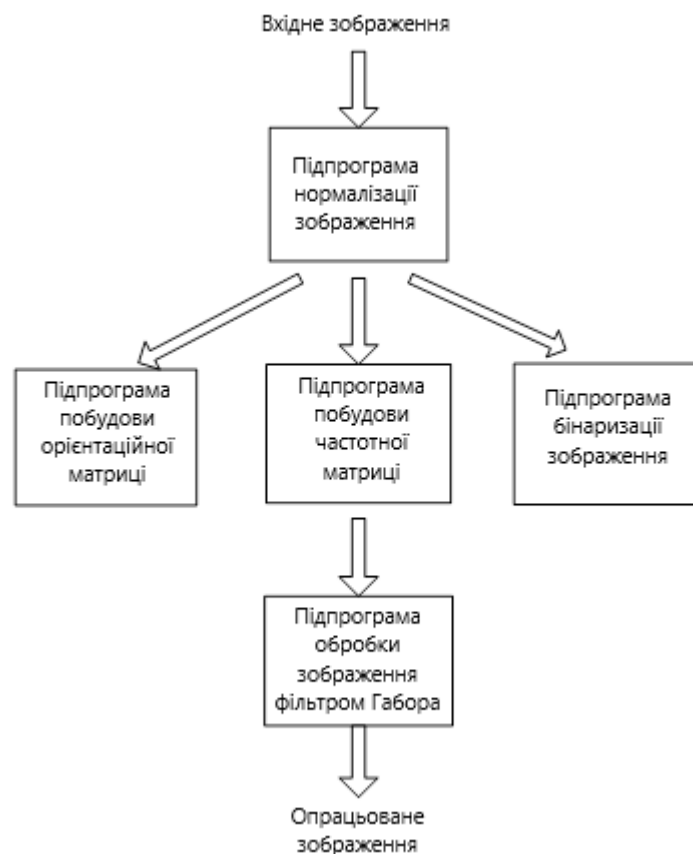 Вхідне зображення
Підпрограма
нормалізації
зображення
Підпрограма
побудови
орієнтаційної
матриці
Підпрограма
побудови
частотної
матриці
Підпрограма
бінаризації
зображення
Підпрограма
обробки
зображення
фільтром Габора
Опрацьоване
зображення